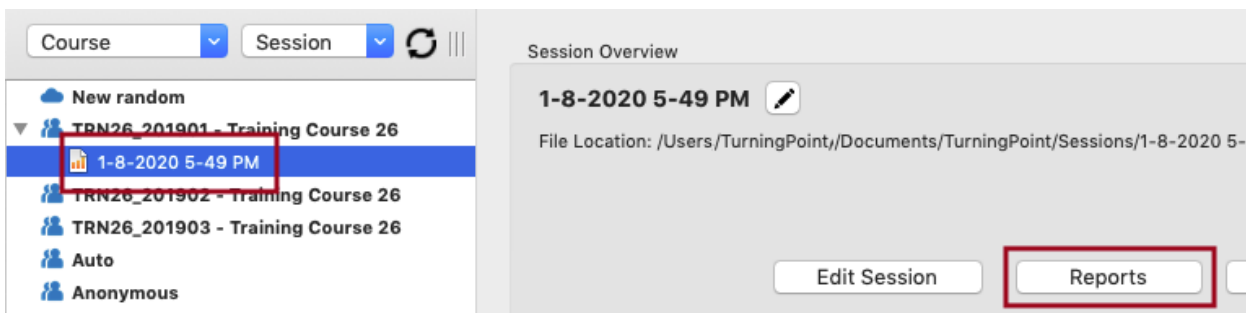 Course
Session
New random
TRN26_201901 - Training Course 26
1-8-2020 5-49 PM
TRN26_201902 - Training Course 26
TRN26_201903 - Training Course 26
Auto
Anonymous
Session Overview
1-8-2020 5-49 PM
File Location: /Users/TurningPoint,/Documents/TurningPoint/Sessions/1-8-2020 5-
Edit Session
Reports